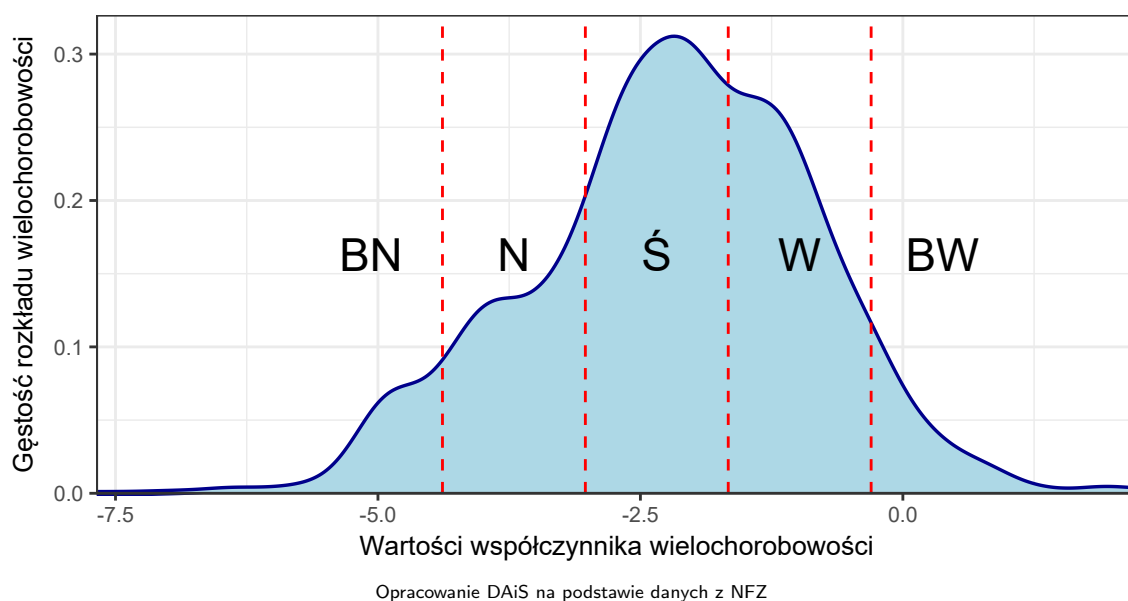 Gęstość rozkładu wielochorobowości
0.3
0.2
0.1
0.0
BN N Ś W BW
-7.5 -5.0 -2.5 0.0
Wartości współczynnika wielochorobowości
Opracowanie DAiS na podstawie danych z NFZ